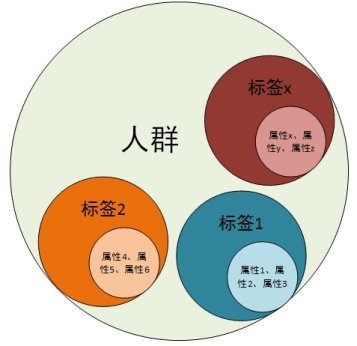 标签x
属性x、属
性y、属性z
人群
标签2
属性4、属
性5、属性6
标签1
属性1、属
性2、属性3